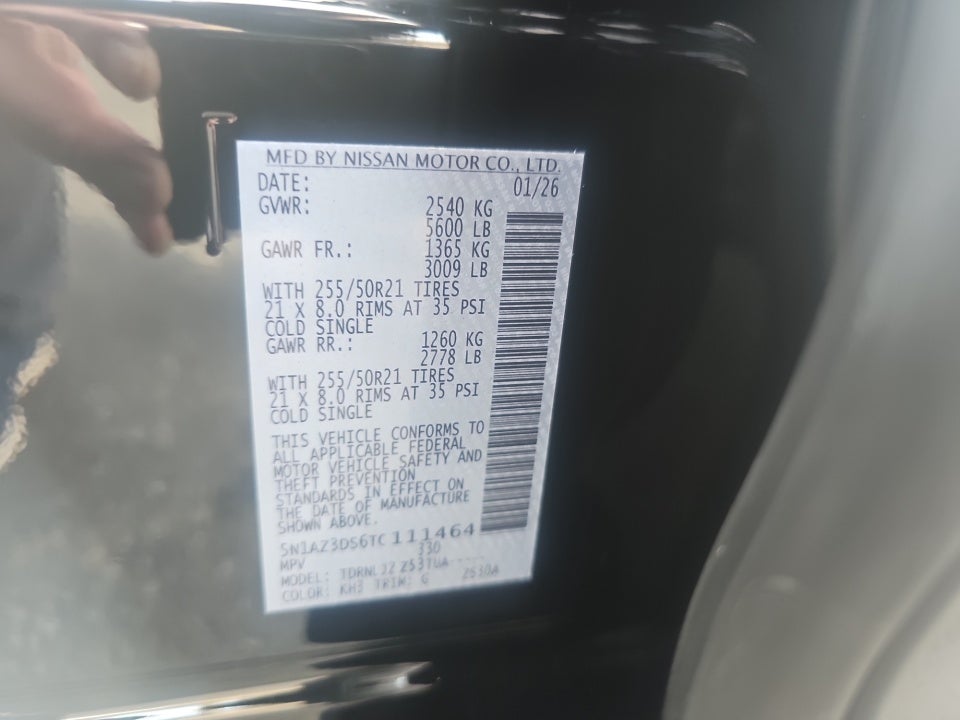 MFD BY NISSAN MOTOR CO., LTD.
DATE: 01/26
GVWR: 2540 KG
5600 LB
GAWR FR.: 1365 KG
3009 LB
WITH 255/50R21 TIRES
21 X 8.0 RIMS AT 35 PSI
COLD SINGLE
GAWR RR.: 1260 KG
2778 LB
WITH 255/50R21 TIRES
21 X 8.0 RIMS AT 35 PSI
COLD SINGLE
THIS VEHICLE CONFORMS TO
ALL APPLICABLE FEDERAL
MOTOR VEHICLE SAFETY AND
THEFT PREVENTION
STANDARDS IN EFFECT ON
THE DATE OF MANUFACTURE
SHOWN ABOVE.
5N1AZ3DS6TC111464
MPV 330
MODEL:
COLOR: KH3 TRIM: G